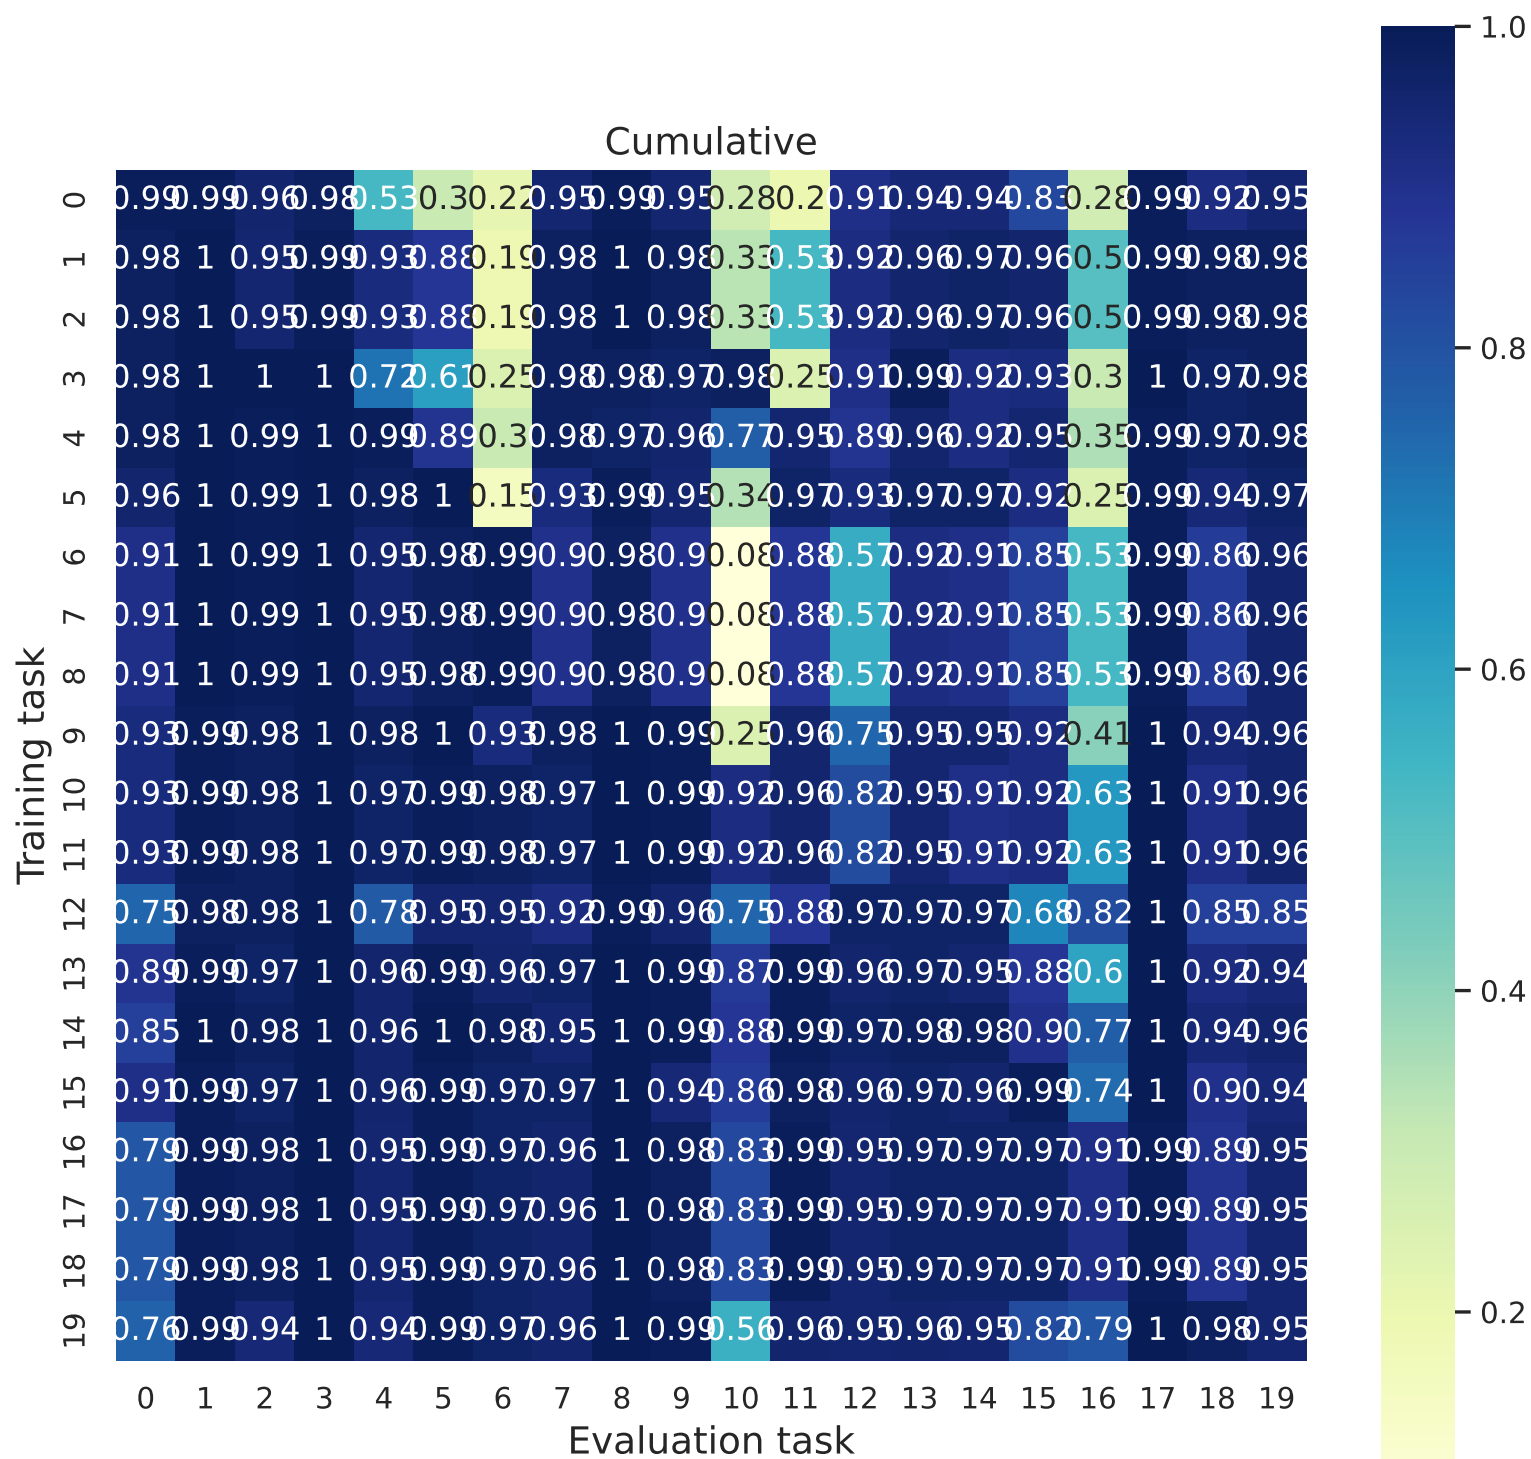 Cumulative
0 0.99 0.99 0.96 0.98 0.53 0.3 0.22 0.95 0.99 0.95 0.28 0.2 0.91 0.94 0.94 0.83 0.28 0.99 0.92 0.95
1 0.98 1 0.95 0.99 0.93 0.88 0.19 0.98 1 0.98 0.33 0.53 0.92 0.96 0.97 0.96 0.5 0.99 0.98 0.98
2 0.98 1 0.95 0.99 0.93 0.88 0.19 0.98 1 0.98 0.33 0.53 0.92 0.96 0.97 0.96 0.5 0.99 0.98 0.98
3 0.98 1 1 1 0.72 0.61 0.25 0.98 0.98 0.97 0.98 0.25 0.91 0.99 0.92 0.93 0.3 1 0.97 0.98
4 0.98 1 0.99 1 0.99 0.89 0.3 0.98 0.97 0.96 0.77 0.95 0.89 0.96 0.92 0.95 0.35 0.99 0.97 0.98
5 0.96 1 0.99 1 0.98 1 0.15 0.93 0.99 0.95 0.34 0.97 0.93 0.97 0.97 0.92 0.25 0.99 0.94 0.97
6 0.91 1 0.99 1 0.95 0.98 0.99 0.9 0.98 0.9 0.08 0.88 0.57 0.92 0.91 0.85 0.53 0.99 0.86 0.96
7 0.91 1 0.99 1 0.95 0.98 0.99 0.9 0.98 0.9 0.08 0.88 0.57 0.92 0.91 0.85 0.53 0.99 0.86 0.96
8 0.91 1 0.99 1 0.95 0.98 0.99 0.9 0.98 0.9 0.08 0.88 0.57 0.92 0.91 0.85 0.53 0.99 0.86 0.96
9 0.93 0.99 0.98 1 0.98 1 0.93 0.98 1 0.99 0.25 0.96 0.75 0.95 0.95 0.92 0.41 1 0.94 0.96
10 0.93 0.99 0.98 1 0.97 0.99 0.98 0.97 1 0.99 0.92 0.96 0.82 0.95 0.91 0.92 0.63 1 0.91 0.96
11 0.93 0.99 0.98 1 0.97 0.99 0.98 0.97 1 0.99 0.92 0.96 0.82 0.95 0.91 0.92 0.63 1 0.91 0.96
12 0.75 0.98 0.98 1 0.78 0.95 0.95 0.92 0.99 0.96 0.75 0.88 0.97 0.97 0.97 0.68 0.82 1 0.85 0.85
13 0.89 0.99 0.97 1 0.96 0.99 0.96 0.97 1 0.99 0.87 0.99 0.96 0.97 0.95 0.88 0.6 1 0.92 0.94
14 0.85 1 0.98 1 0.96 1 0.98 0.95 1 0.99 0.88 0.99 0.97 0.98 0.98 0.9 0.77 1 0.94 0.96
15 0.91 0.99 0.97 1 0.96 0.99 0.97 0.97 1 0.94 0.86 0.98 0.96 0.97 0.96 0.99 0.74 1 0.9 0.94
16 0.79 0.99 0.98 1 0.95 0.99 0.97 0.96 1 0.98 0.83 0.99 0.95 0.97 0.97 0.97 0.91 0.99 0.89 0.95
17 0.79 0.99 0.98 1 0.95 0.99 0.97 0.96 1 0.98 0.83 0.99 0.95 0.97 0.97 0.97 0.91 0.99 0.89 0.95
18 0.79 0.99 0.98 1 0.95 0.99 0.97 0.96 1 0.98 0.83 0.99 0.95 0.97 0.97 0.97 0.91 0.99 0.89 0.95
19 0.76 0.99 0.94 1 0.94 0.99 0.97 0.96 1 0.99 0.56 0.96 0.95 0.96 0.95 0.82 0.79 1 0.98 0.95
0 1 2 3 4 5 6 7 8 9 10 11 12 13 14 15 16 17 18 19
Evaluation task
Training task
1.0
0.8
0.6
0.4
0.2